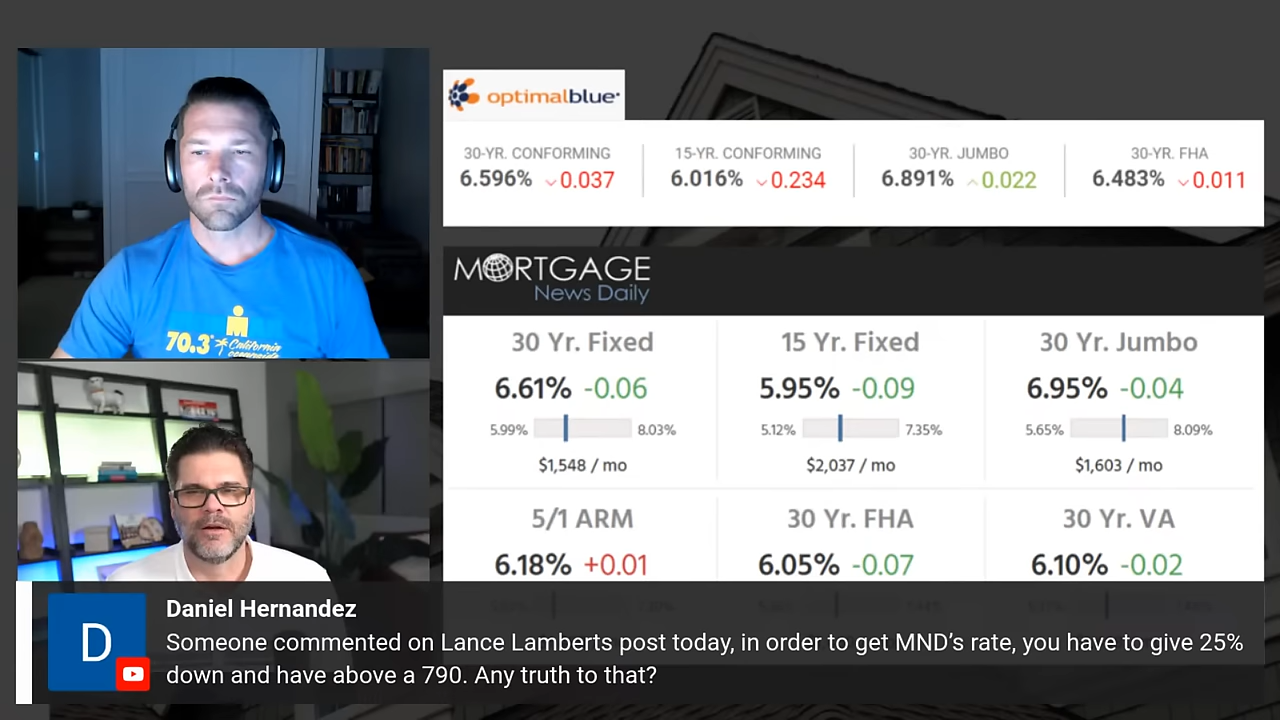 optimalblue
30-YR. CONFORMING
6.596% 0.037
15-YR. CONFORMING
6.016% 0.234
30-YR. JUMBO
6.891% 0.022
30-YR. FHA
6.483% 0.011
MORTGAGE
News Daily
30 Yr. Fixed
6.61% -0.06
5.99% 8.03%
$1,548 / mo
15 Yr. Fixed
5.95% -0.09
5.12% 7.35%
$2,037 / mo
30 Yr. Jumbo
6.95% -0.04
5.65% 8.09%
$1,603 / mo
5/1 ARM
6.18% +0.01
30 Yr. FHA
6.05% -0.07
30 Yr. VA
6.10% -0.02
70.3 California
D
Daniel Hernandez
Someone commented on Lance Lamberts post today, in order to get MND’s rate, you have to give 25%
down and have above a 790. Any truth to that?